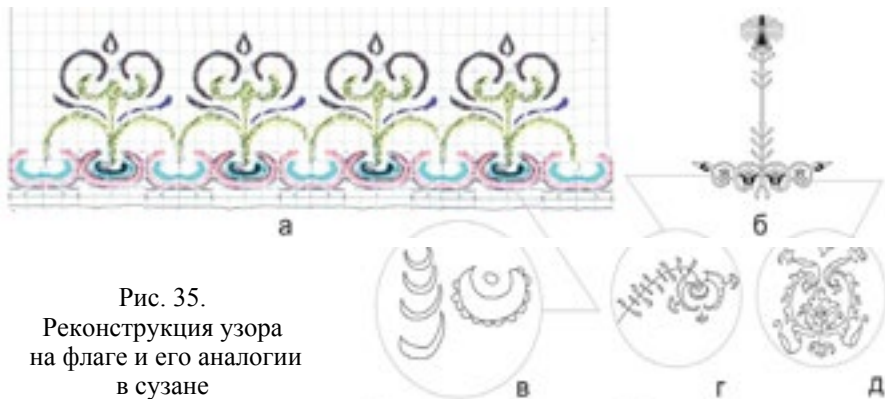 а
б
Рис. 35.
Реконструкция узора
на флаге и его аналогии
в сузане
в
г
д